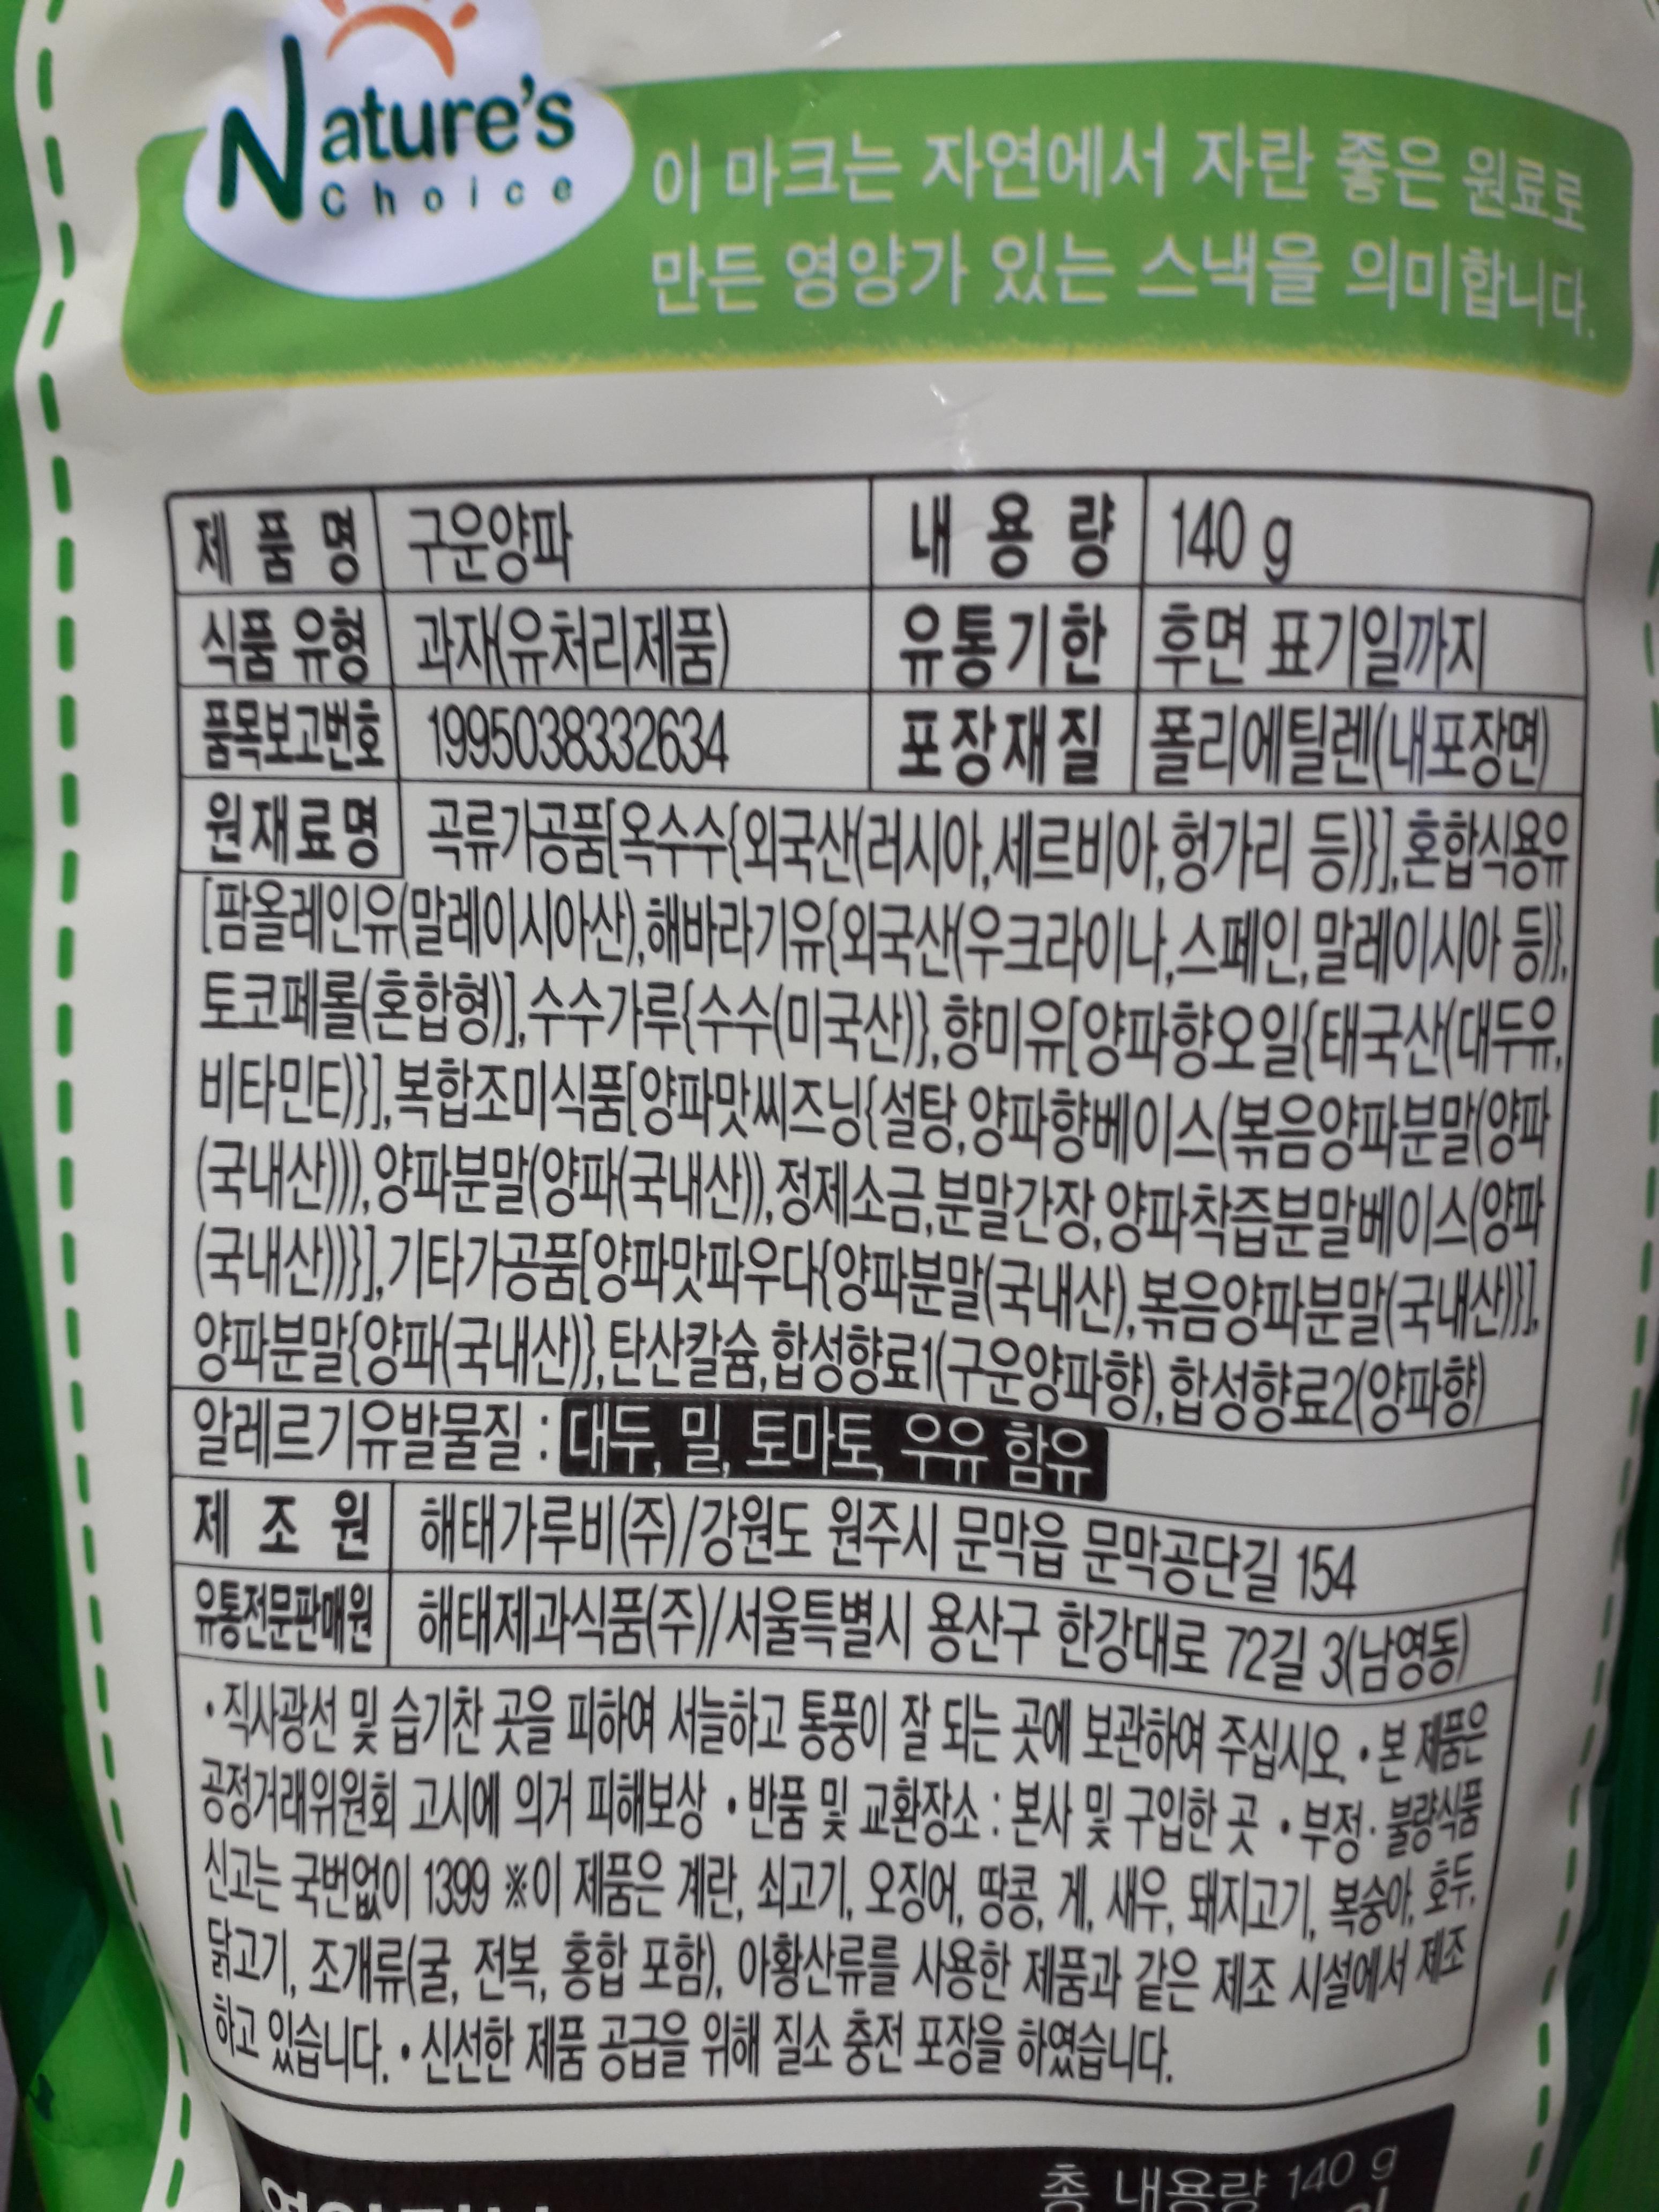 Nature's
Choice
이 마크는 자연에서 자란 좋은 원료로
만든 영양가 있는 스낵을 의미합니다.
제품명 구운양파 내용량 140 g
식품 유형 과자(유처리제품) 유통기한 후면 표기일까지
품목보고번호 1995038332634 포장재질 폴리에틸렌(내포장면)
원재료명 곡류가공품[옥수수{외국산(러시아,세르비아,헝가리 등)}],혼합식용유
[팜올레인유(말레이시아산),해바라기유{외국산(우크라이나,스페인,말레이시아 등)},
토코페롤(혼합형)],수수가루{수수(미국산)},향미유[양파향오일{태국산(대두유,
비타민E)}],복합조미식품[양파맛씨즈닝{설탕,양파향베이스(볶음양파분말(양파
(국내산))),양파분말(양파(국내산)),정제소금,분말간장,양파착즙분말베이스(양파
(국내산))}],기타가공품[양파맛파우다{양파분말(국내산),볶음양파분말(국내산)}],
양파분말{양파(국내산)},탄산칼슘,합성향료1(구운양파향),합성향료2(양파향)
알레르기유발물질 : 대두, 밀, 토마토, 우유 함유
제조원 해태가루비(주)/강원도 원주시 문막읍 문막공단길 154
유통전문판매원 해태제과식품(주)/서울특별시 용산구 한강대로 72길 3(남영동)
• 직사광선 및 습기찬 곳을 피하여 서늘하고 통풍이 잘 되는 곳에 보관하여 주십시오. • 본 제품은
공정거래위원회 고시에 의거 피해보상 • 반품 및 교환장소 : 본사 및 구입한 곳 • 부정·불량식품
신고는 국번없이 1399 ※이 제품은 계란, 쇠고기, 오징어, 땅콩, 게, 새우, 돼지고기, 복숭아, 호두,
닭고기, 조개류(굴, 전복, 홍합 포함), 아황산류를 사용한 제품과 같은 제조 시설에서 제조
하고 있습니다. • 신선한 제품 공급을 위해 질소 충전 포장을 하였습니다.
총 내용량 140 g